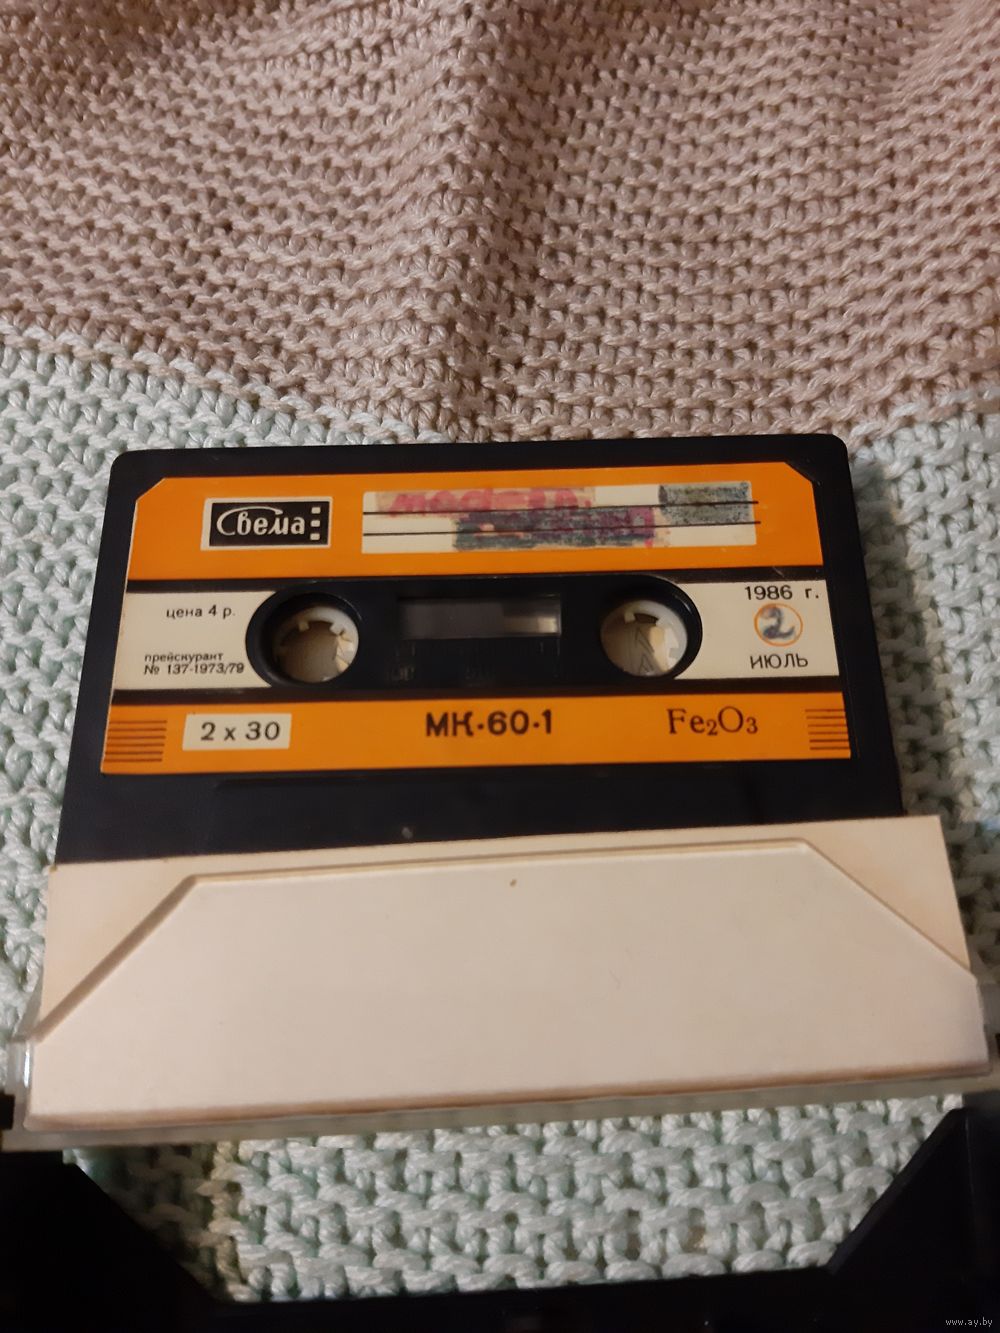 Свема
1986 г.
цена 4 р.
2
ИЮЛЬ
прейскурант
№ 137-1973/79
2 x 30
МК·60·1
Fe₂O₃
www.ay.by